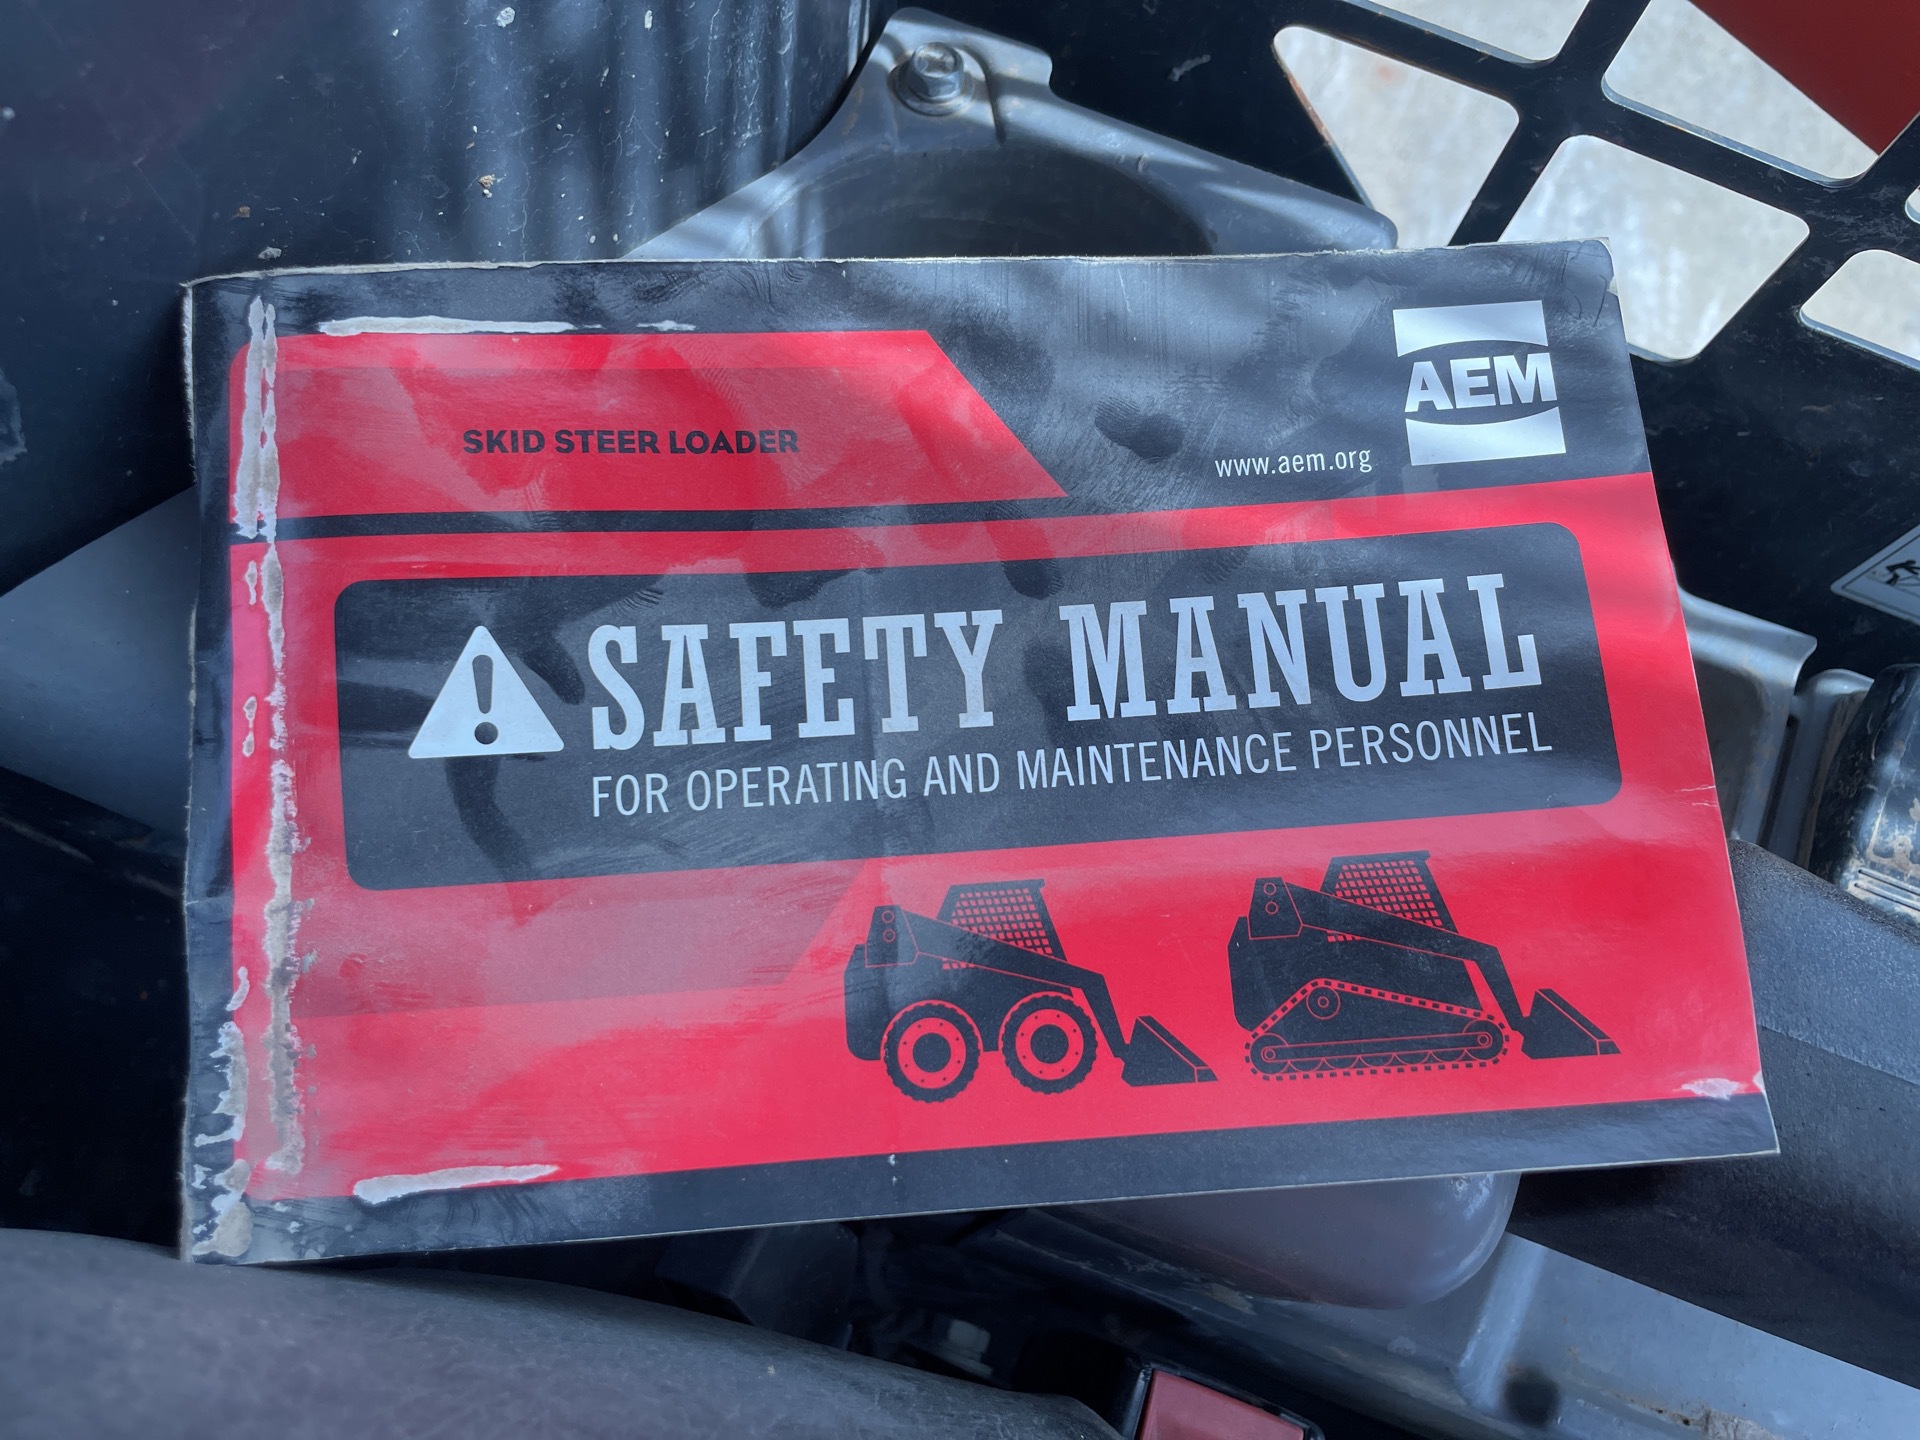 SKID STEER LOADER
AEM
www.aem.org
SAFETY MANUAL
FOR OPERATING AND MAINTENANCE PERSONNEL